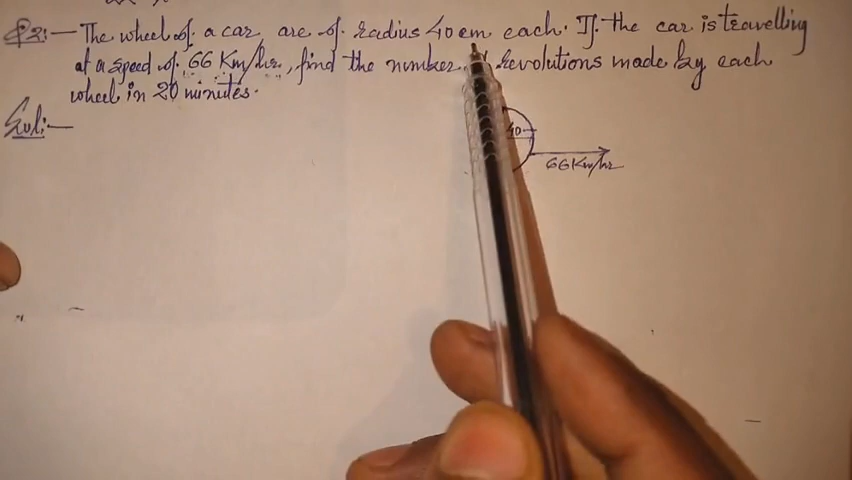 Q2:- The wheel of a car, are of radius 40 cm each. If the car is travelling
at a speed of 66 Km/hr, find the number revolutions made by each
wheel in 20 minutes.
Sol:-
40
66 Km/hr